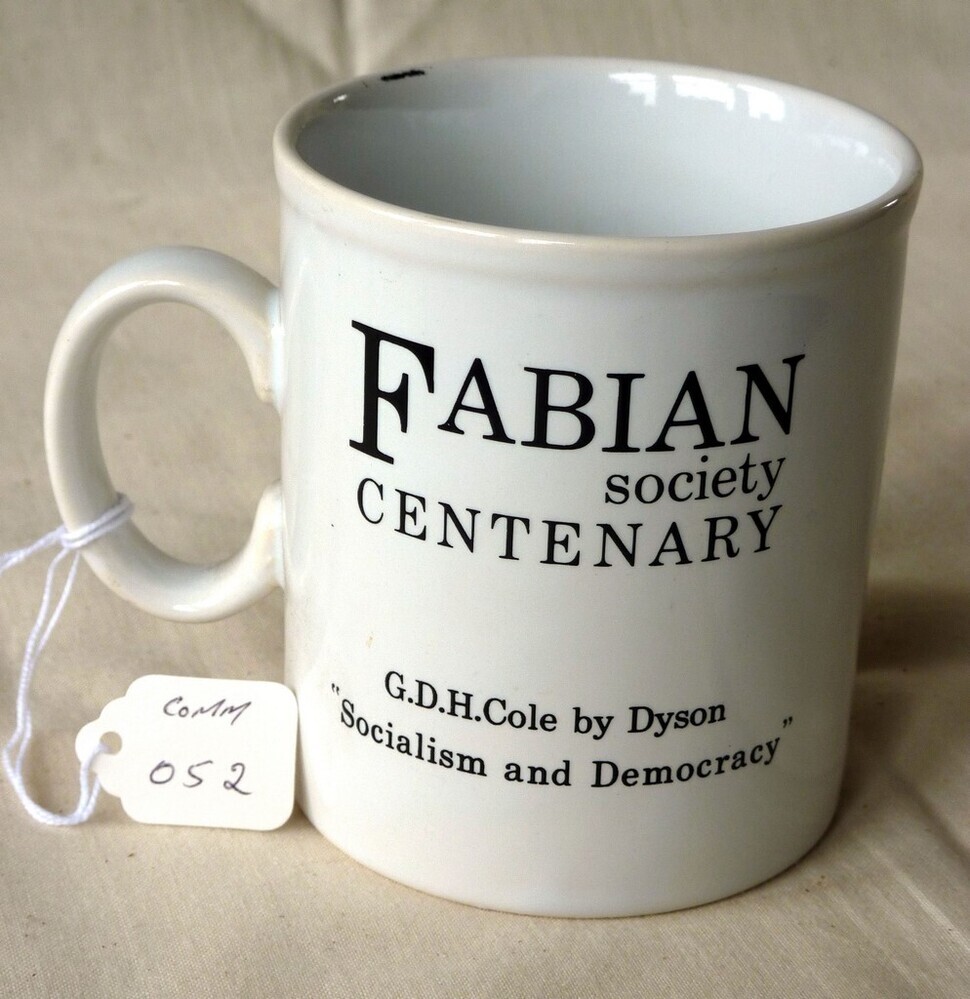 FABIAN
society
CENTENARY
G.D.H.Cole by Dyson
“Socialism and Democracy”
COMM
052